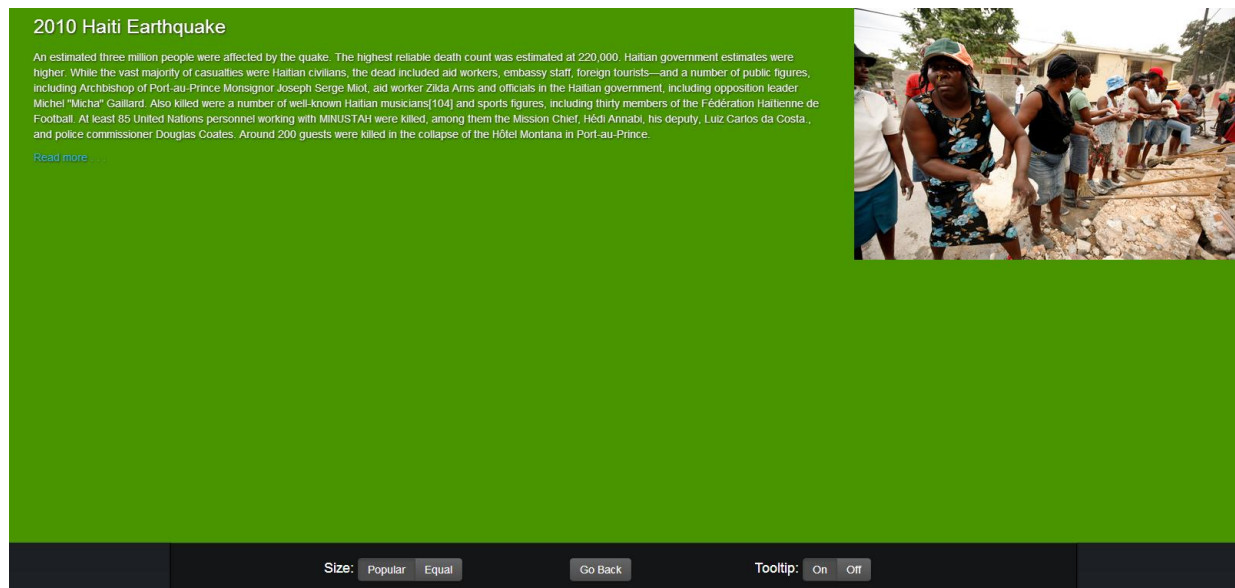 2010 Haiti Earthquake
An estimated three million people were affected by the quake. The highest reliable death count was estimated at 220,000. Haitian government estimates were
higher. While the vast majority of casualties were Haitian civilians, the dead included aid workers, embassy staff, foreign tourists—and a number of public figures,
including Archbishop of Port-au-Prince Monsignor Joseph Serge Miot, aid worker Zilda Arns and officials in the Haitian government, including opposition leader
Michel "Micha" Gaillard. Also killed were a number of well-known Haitian musicians[104] and sports figures, including thirty members of the Fédération Haïtienne de
Football. At least 85 United Nations personnel working with MINUSTAH were killed, among them the Mission Chief, Hédi Annabi, his deputy, Luiz Carlos da Costa.,
and police commissioner Douglas Coates. Around 200 guests were killed in the collapse of the Hôtel Montana in Port-au-Prince.
Read more . . .
Size: Popular Equal Go Back Tooltip: On Off